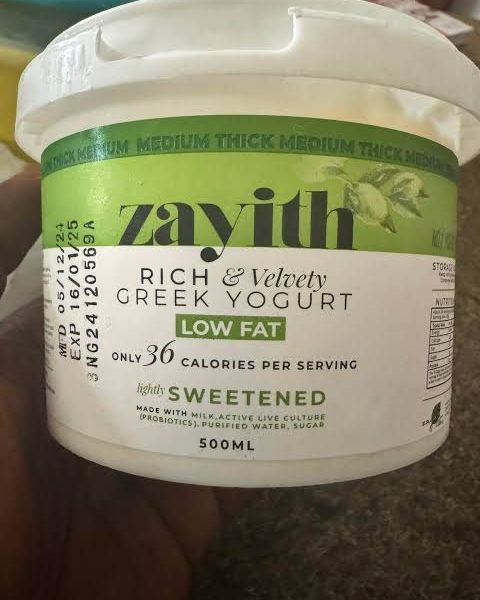 MEDIUM THICK MEDIUM THICK MEDIUM THICK
zayith
RICH & Velvety
GREEK YOGURT
LOW FAT
ONLY 36 CALORIES PER SERVING
lightly SWEETENED
MADE WITH MILK, ACTIVE LIVE CULTURE
(PROBIOTICS), PURIFIED WATER, SUGAR
500ML
MFD 05/12/24
EXP 16/01/25
NG24120569A